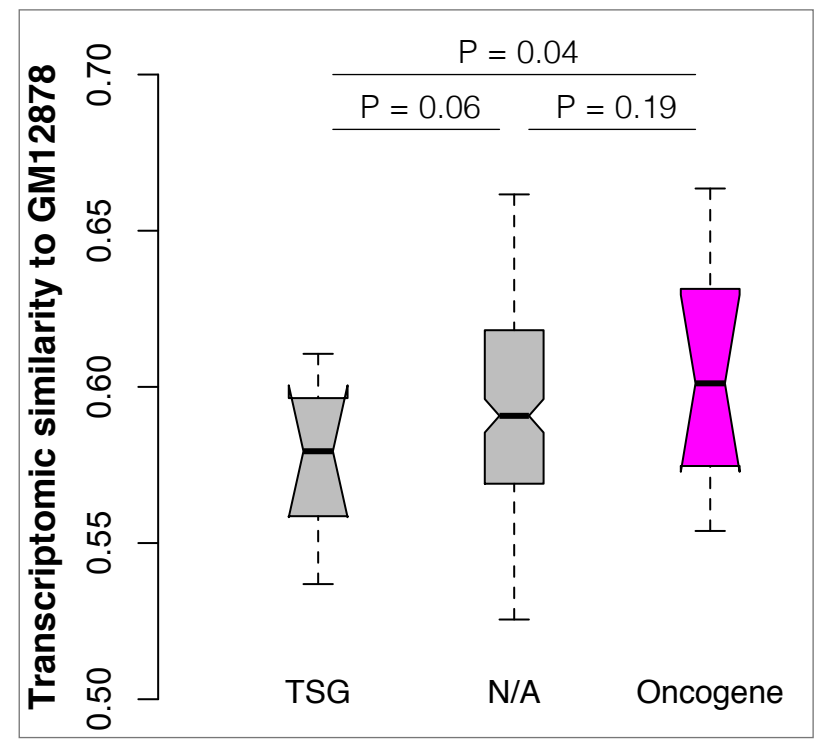 Transcriptomic similarity to GM12878
0.70
0.65
0.60
0.55
0.50
P = 0.04
P = 0.06
P = 0.19
TSG
N/A
Oncogene